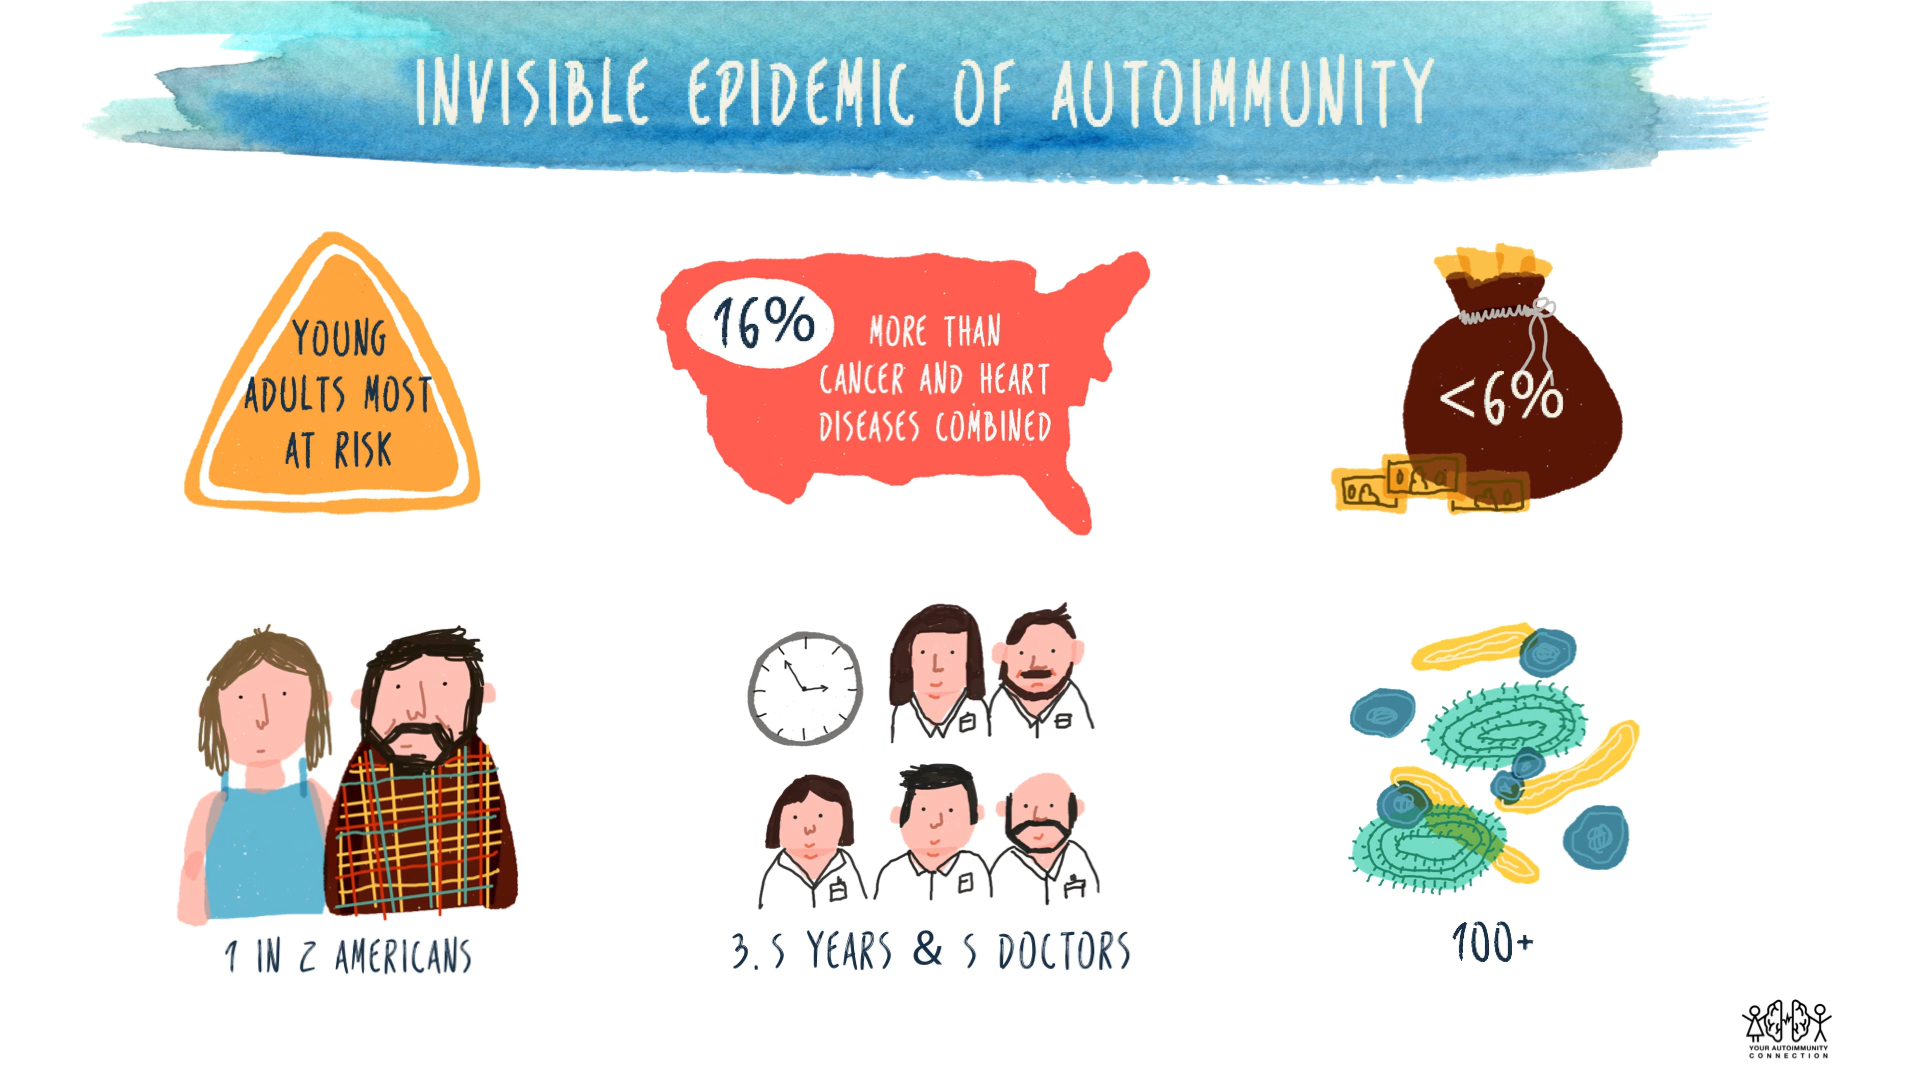 INVISIBLE EPIDEMIC OF AUTOIMMUNITY
YOUNG
ADULTS MOST
AT RISK
16%
MORE THAN
CANCER AND HEART
DISEASES COMBINED
<6%
1 IN 2 AMERICANS
3.5 YEARS & 5 DOCTORS
100+
YOUR AUTOIMMUNITY
CONNECTION